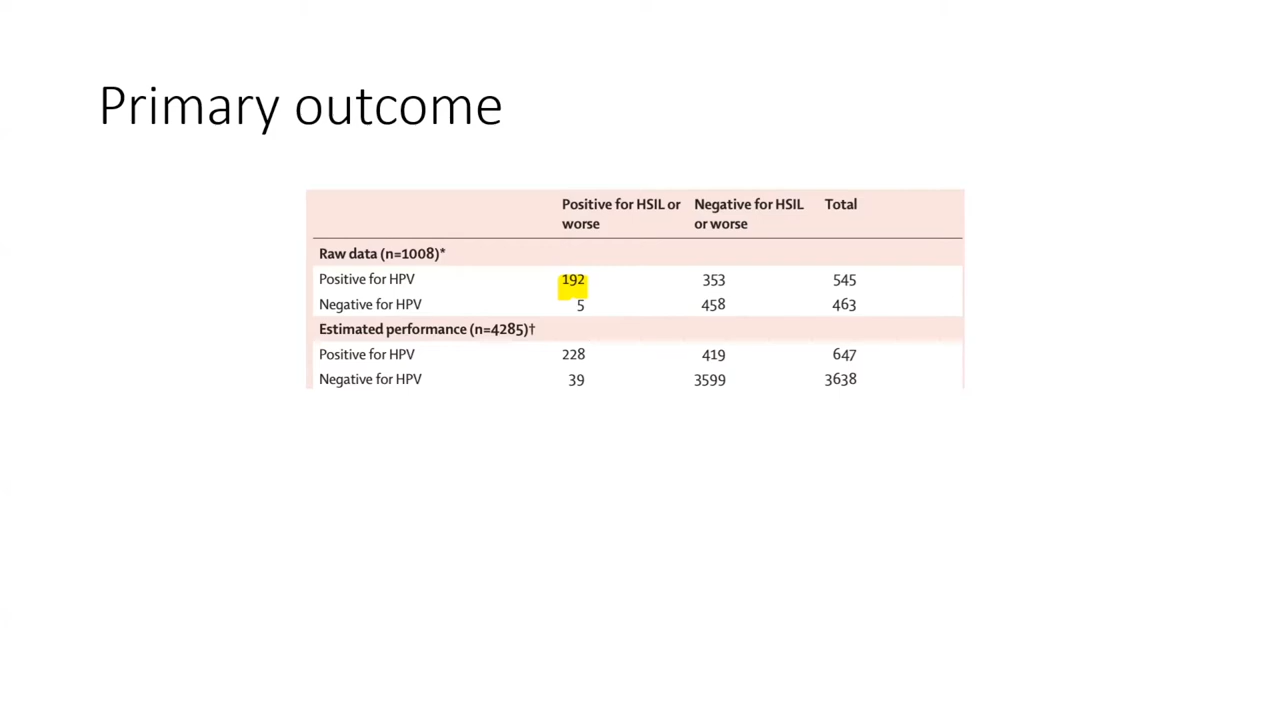 Primary outcome
Positive for HSIL or worse Negative for HSIL or worse Total
Raw data (n=1008)*
Positive for HPV 192 353 545
Negative for HPV 5 458 463
Estimated performance (n=4285)†
Positive for HPV 228 419 647
Negative for HPV 39 3599 3638